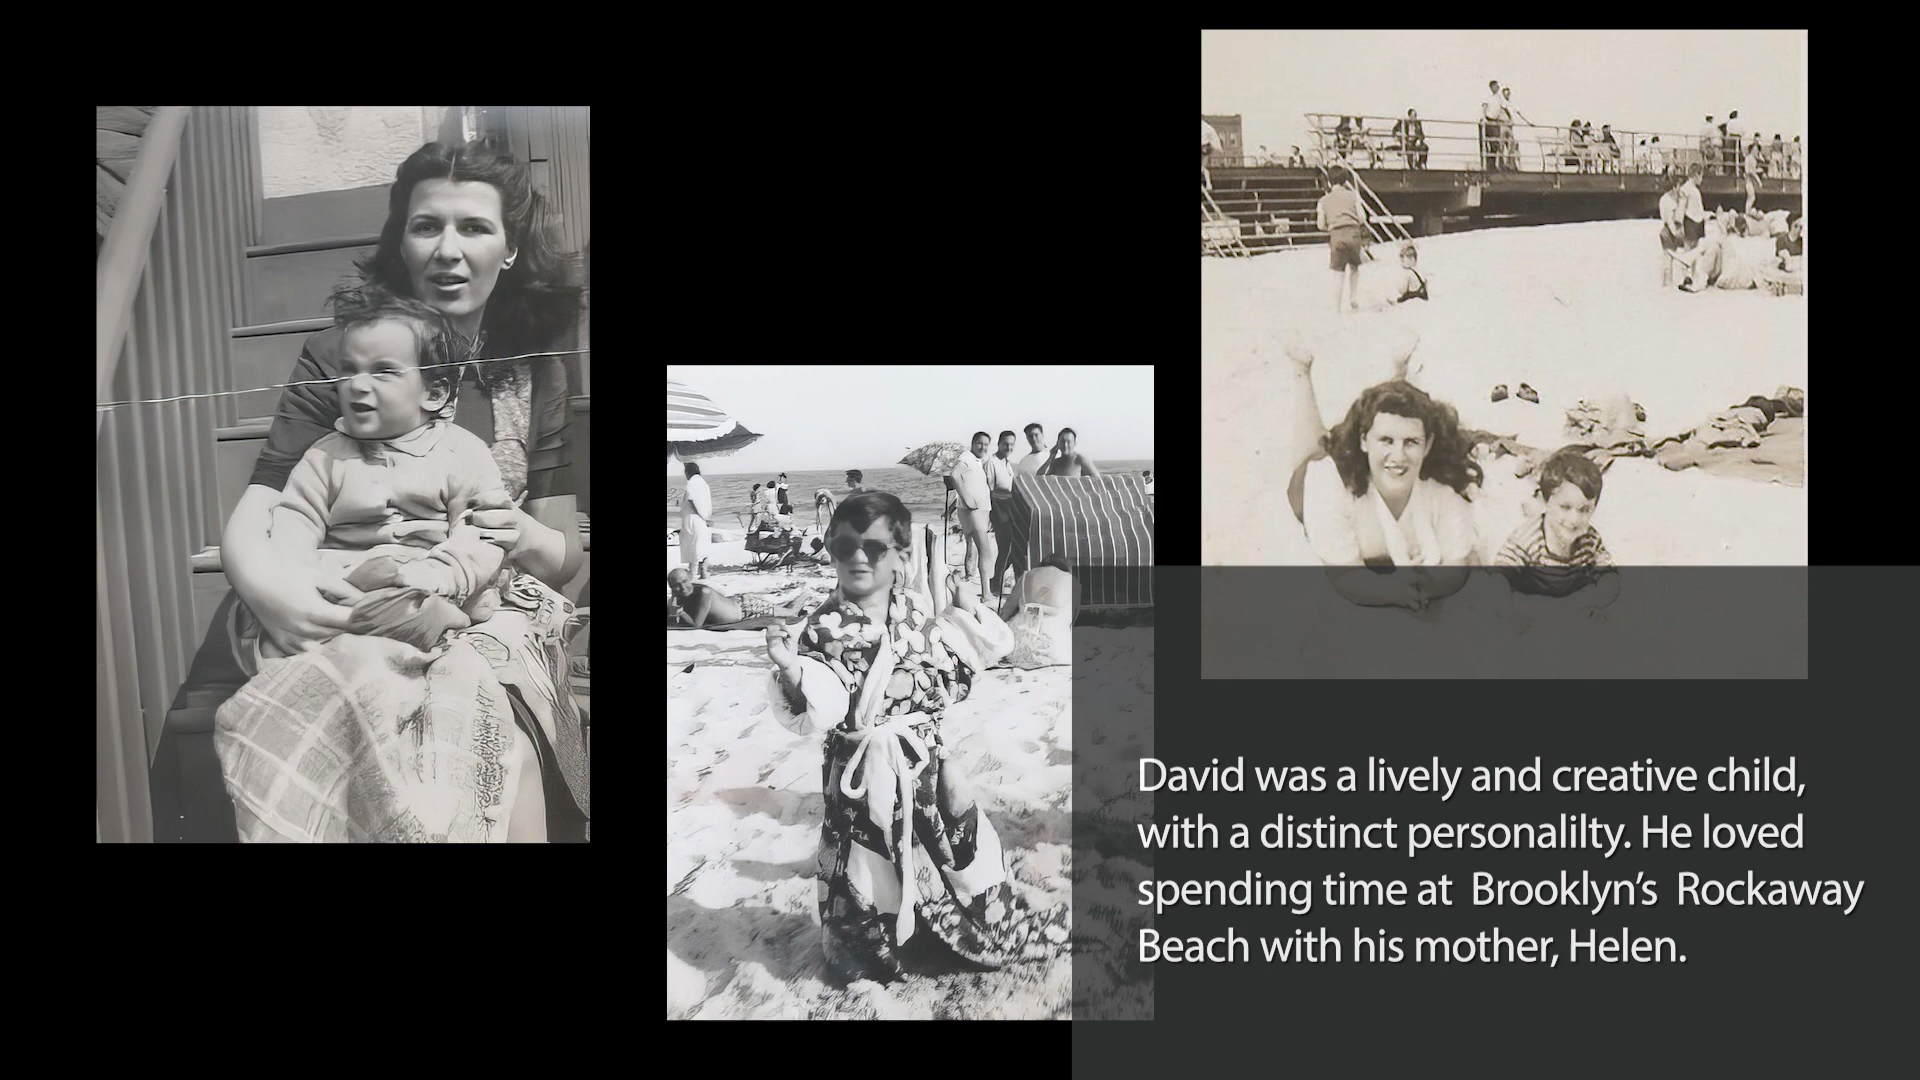 David was a lively and creative child,
with a distinct personalilty. He loved
spending time at  Brooklyn’s  Rockaway
Beach with his mother, Helen.